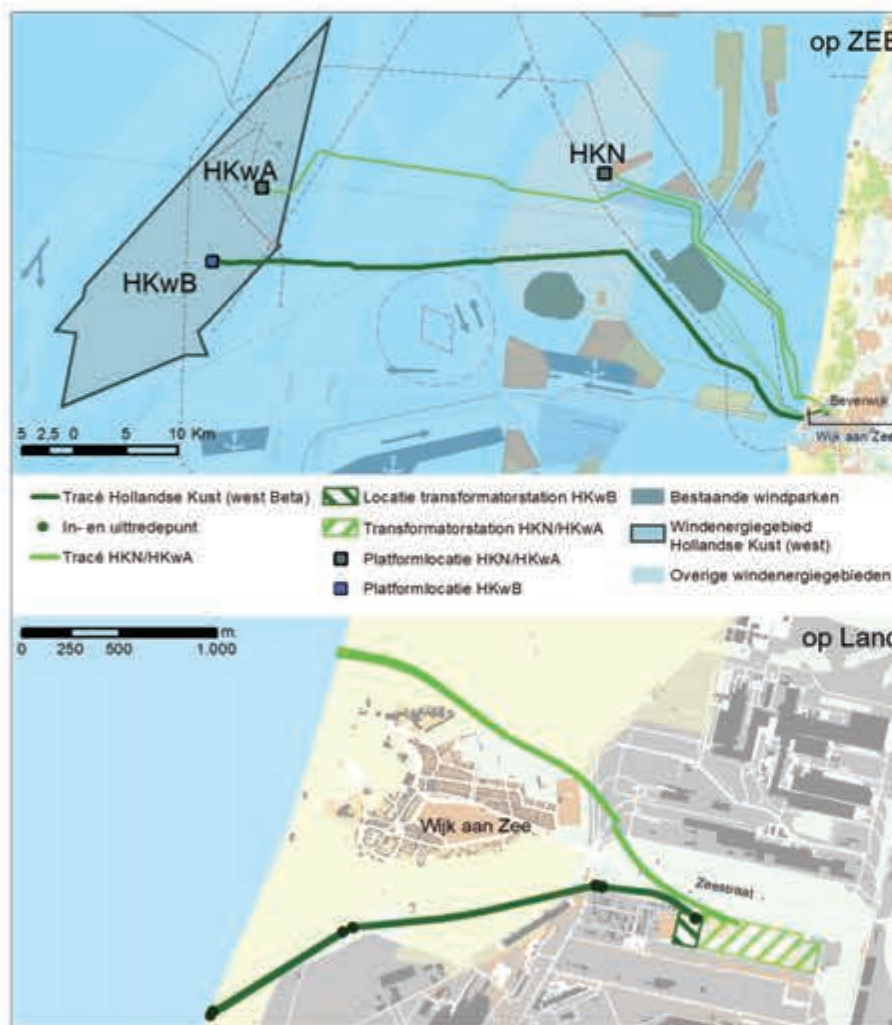 op ZEE
HKwA
HKN
HKwB
Beverwijk
Wijk aan Zee
5 2,5 0 5 10 Km
Tracé Hollandse Kust (west Beta)
In- en uittredepunt
Tracé HKN/HKwA
Locatie transformatorstation HKwB
Transformatorstation HKN/HKwA
Platformlocatie HKN/HKwA
Platformlocatie HKwB
Bestaande windparken
Windenergiegebied
Hollandse Kust (west)
Overige windenergiegebieden
m.
0 250 500 1.000
op Land
Wijk aan Zee
Zeestraat